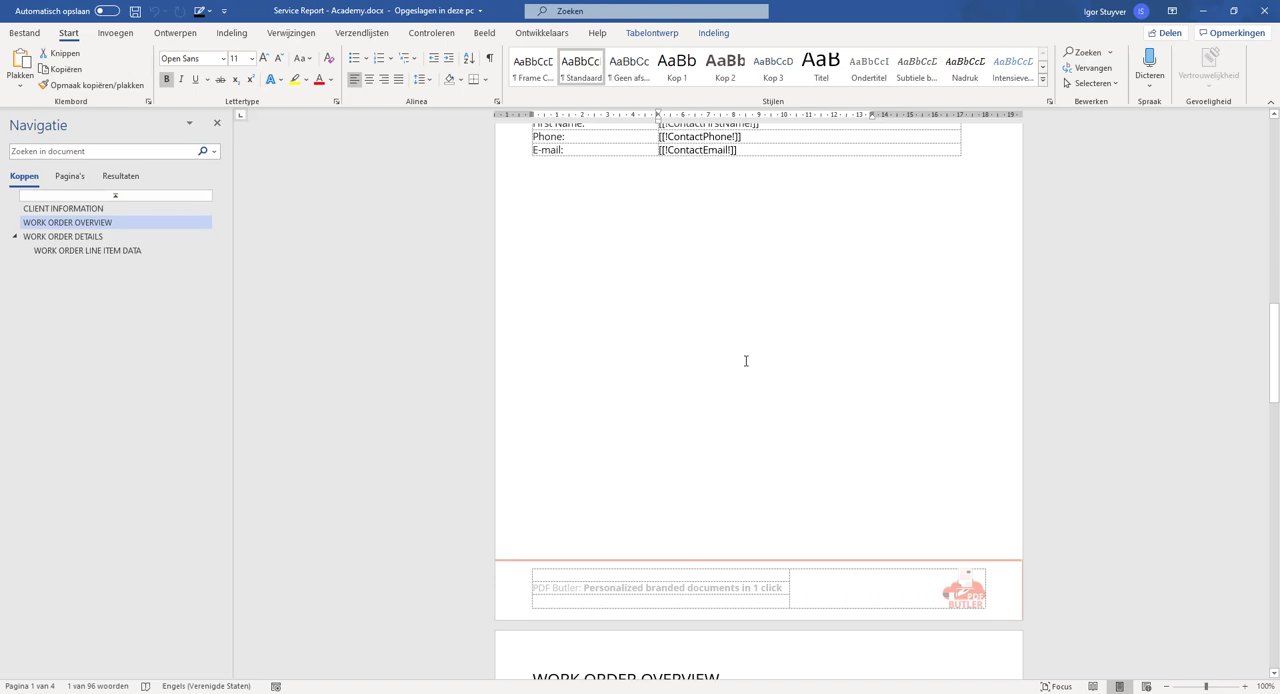 Automatisch opslaan
Service Report - Academy.docx - Opgeslagen in deze pc
Zoeken
Igor Stuyver IS
Bestand Start Invoegen Ontwerpen Indeling Verwijzingen Verzendlijsten Controleren Beeld Ontwikkelaars Help Tabelontwerp Indeling Delen Opmerkingen
Plakken
Knippen
Kopiëren
Opmaak kopiëren/plakken
Klembord
Open Sans 11
Lettertype
Alinea
AaBbCcD ¶ Frame C...
AaBbCc ¶ Standaard
AaBbCc ¶ Geen afs...
AaBb Kop 1
AaBb Kop 2
AaBbCcD Kop 3
AaB Titel
AaBbCcL Ondertitel
AaBbCcL Subtiele b...
AaBbCcL Nadruk
AaBbCcL Intensieve...
Stijlen
Zoeken
Vervangen
Selecteren
Bewerken
Dicteren
Spraak
Vertrouwelijkheid
Gevoeligheid
Navigatie
Zoeken in document
Koppen Pagina's Resultaten
CLIENT INFORMATION
WORK ORDER OVERVIEW
WORK ORDER DETAILS
WORK ORDER LINE ITEM DATA
First Name: [[!ContactFirstName!]]
Phone: [[!ContactPhone!]]
E-mail: [[!ContactEmail!]]
PDF Butler: Personalized branded documents in 1 click
PDF
BUTLER
WORK ORDER OVERVIEW
Pagina 1 van 4 1 van 96 woorden Engels (Verenigde Staten) Focus 100%